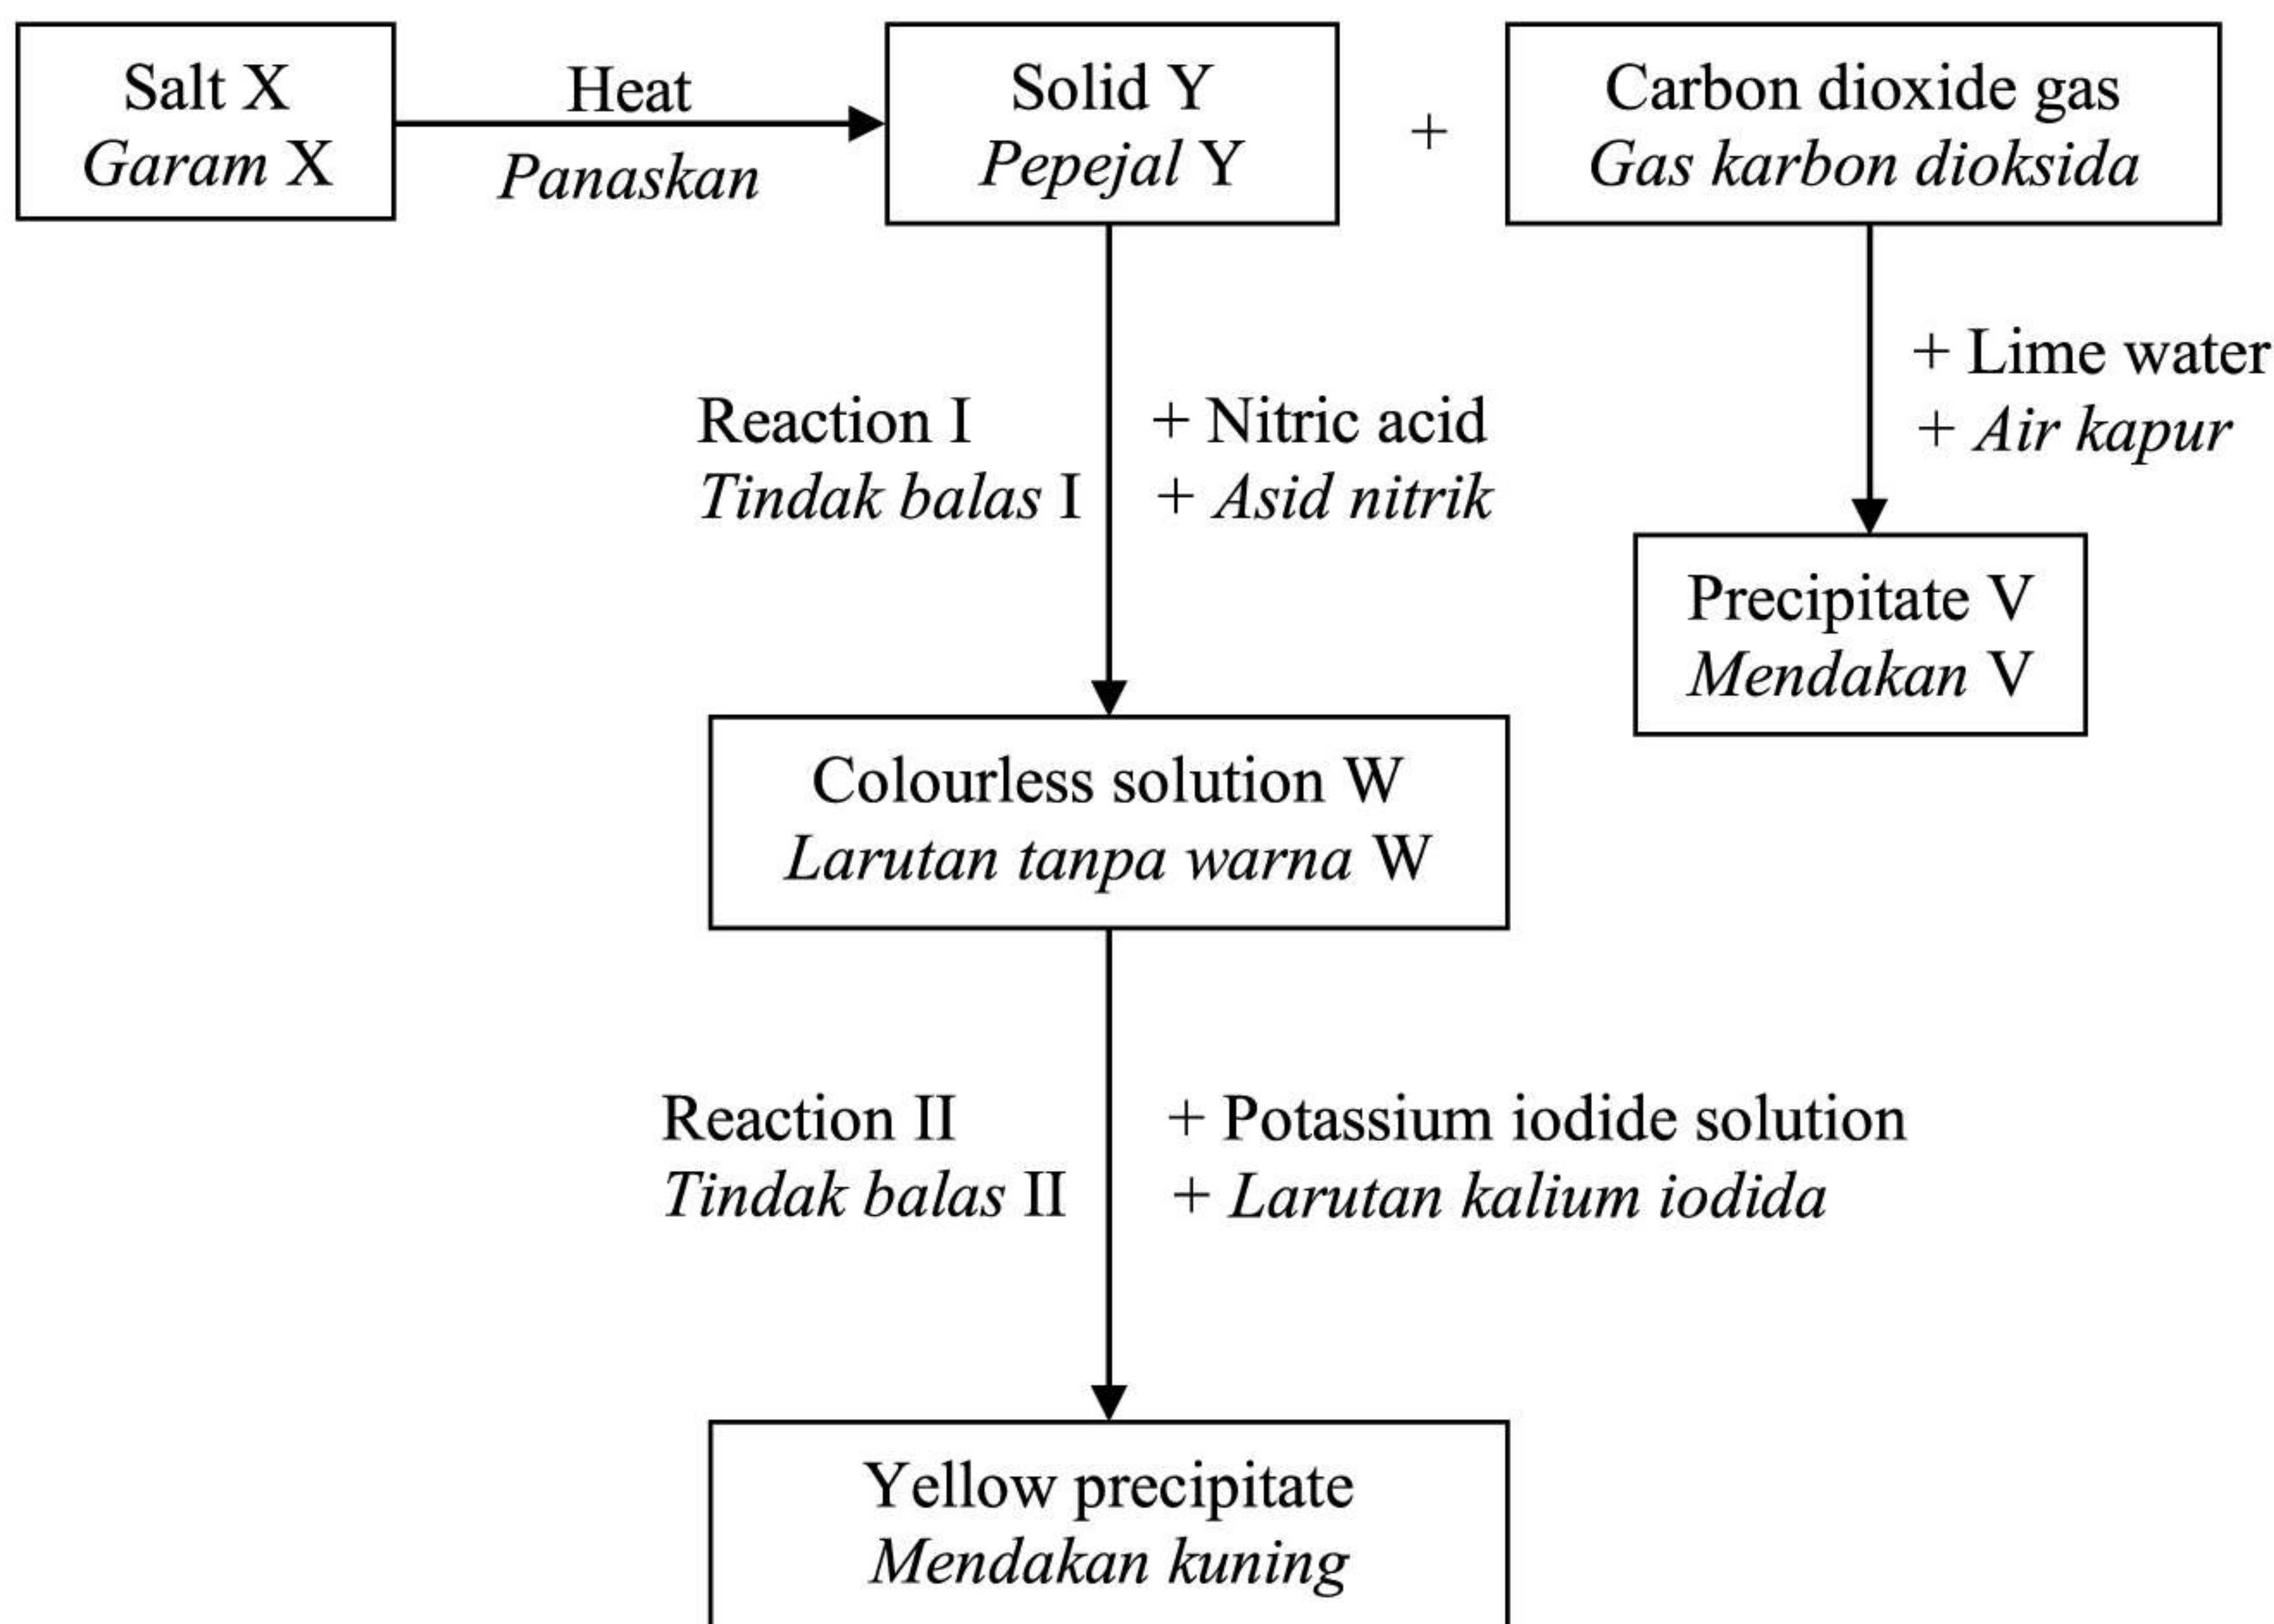 Salt X
Garam X
Heat
Panaskan
Solid Y
Pepejal Y
+
Carbon dioxide gas
Gas karbon dioksida
+ Lime water
+ Air kapur
Reaction I
Tindak balas I
+ Nitric acid
+ Asid nitrik
Precipitate V
Mendakan V
Colourless solution W
Larutan tanpa warna W
Reaction II
Tindak balas II
+ Potassium iodide solution
+ Larutan kalium iodida
Yellow precipitate
Mendakan kuning